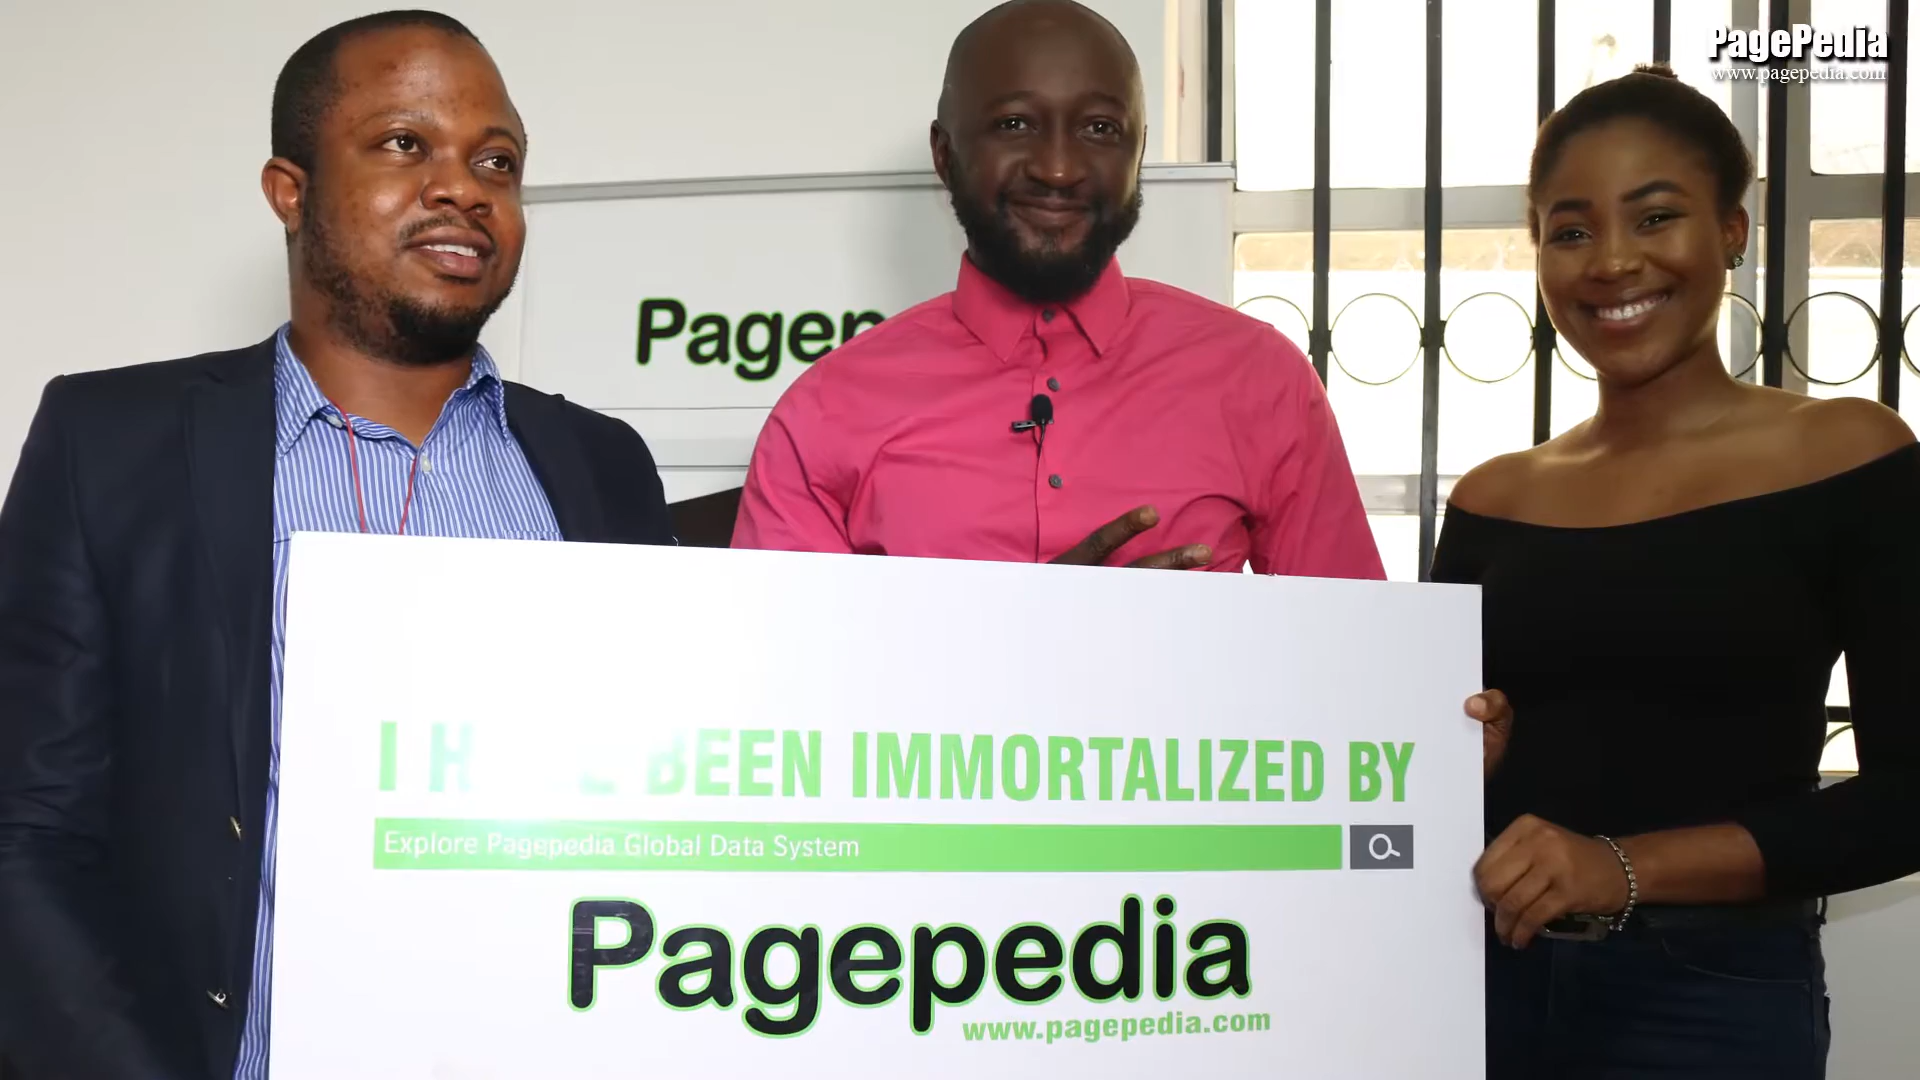 PagePedia
www.pagepedia.com
Pagep
I H BEEN IMMORTALIZED BY
Explore Pagepedia Global Data System
Pagepedia
www.pagepedia.com